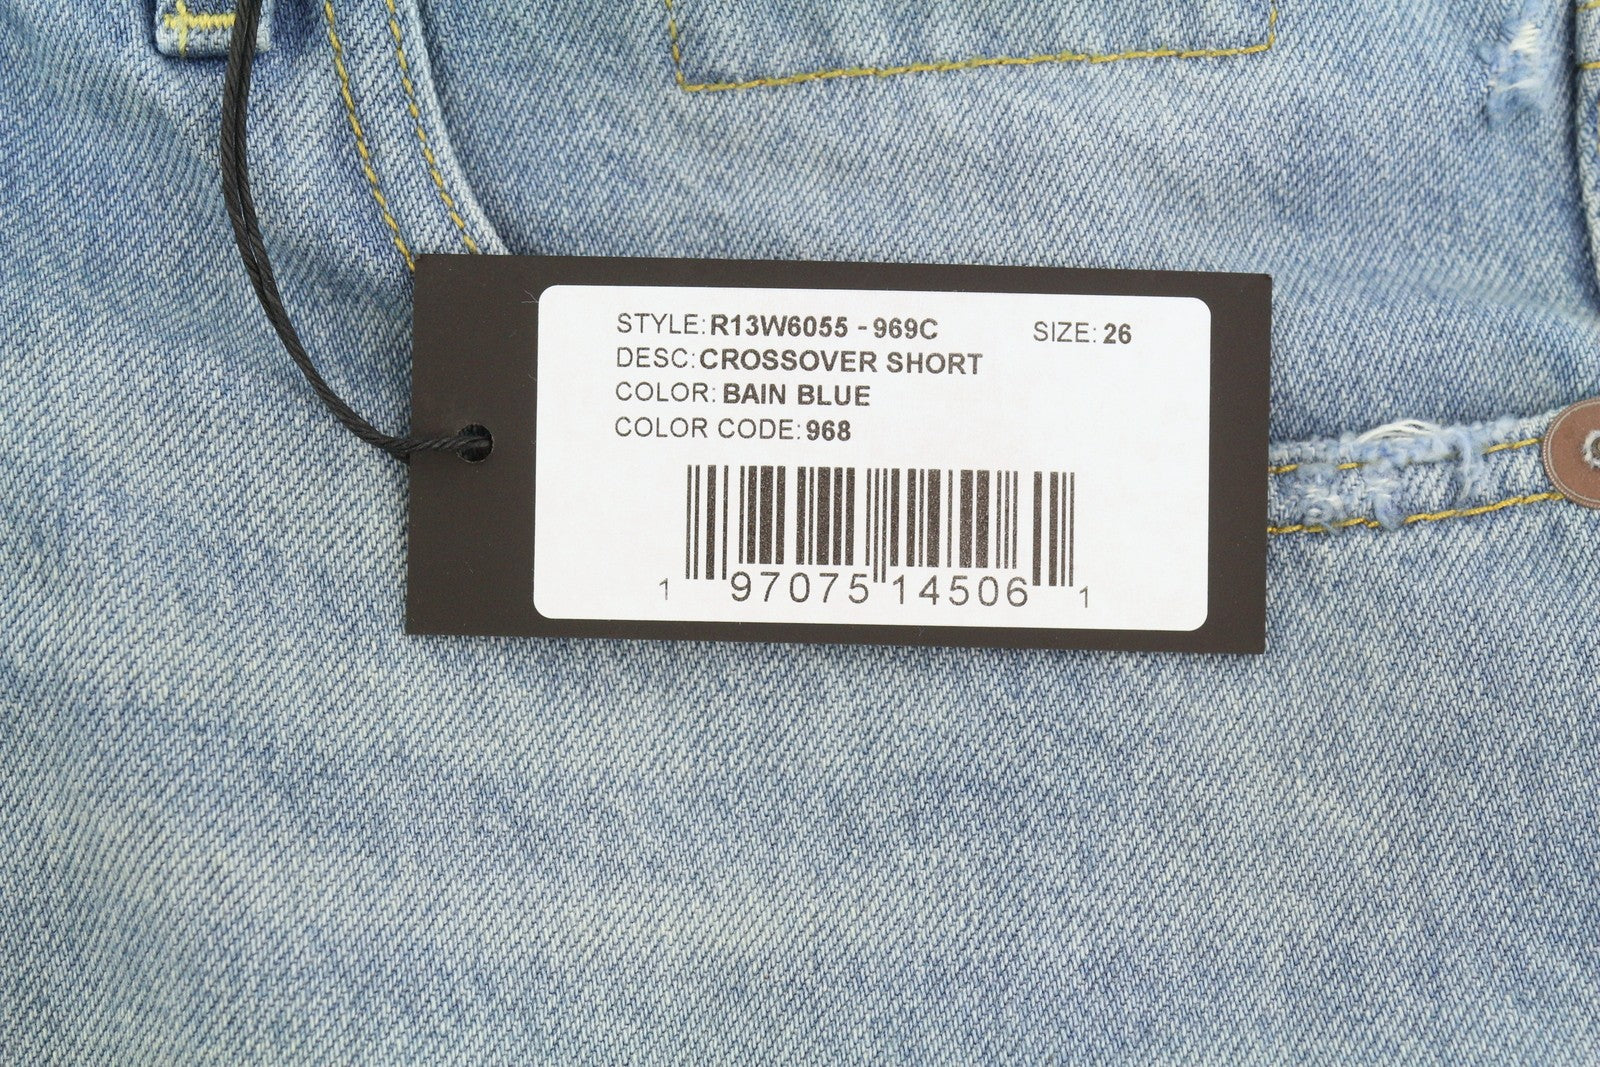 STYLE: R13W6055 - 969C SIZE: 26
DESC: CROSSOVER SHORT
COLOR: BAIN BLUE
COLOR CODE: 968
1 97075 14506 1